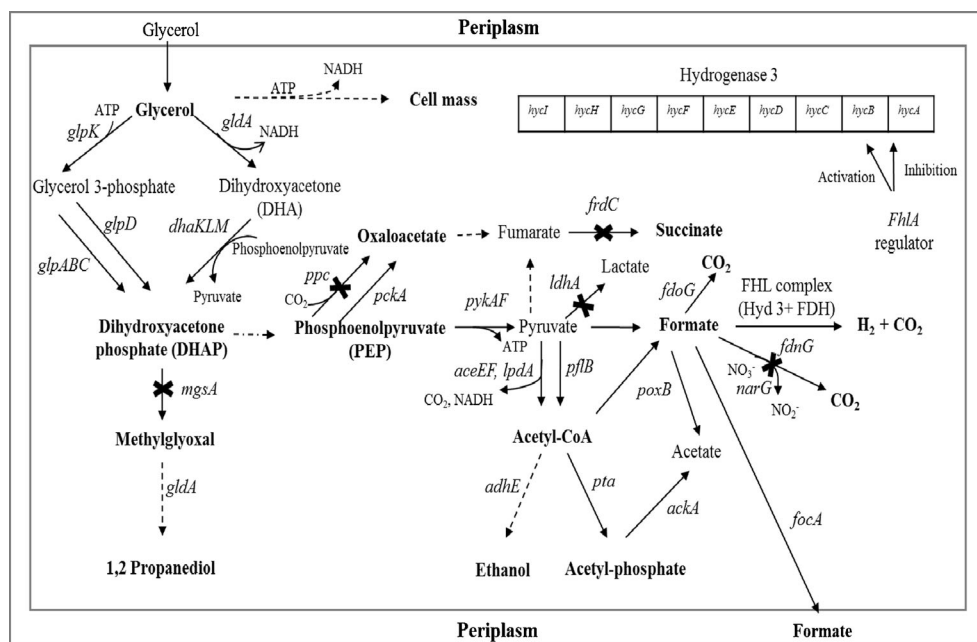 Glycerol
Periplasm
Hydrogenase 3
NADH
ATP
Cell mass
Glycerol
hycI hycH hycG hycF hycE hycD hycC hycB hycA
ATP
glpK
gldA
NADH
Activation
Inhibition
Glycerol 3-phosphate
Dihydroxyacetone
(DHA)
FhlA
regulator
glpD
glpABC
dhaKLM
Phosphoenolpyruvate
Pyruvate
Oxaloacetate
Fumarate
frdC
Succinate
ppc
CO2
pckA
pykAF
ldhA
Lactate
fdoG
CO2
FHL complex
(Hyd 3+ FDH)
Dihydroxyacetone
phosphate (DHAP)
Phosphoenolpyruvate
(PEP)
Pyruvate
ATP
Formate
H2 + CO2
fdnG
NO3-
narG
NO2-
CO2
mgsA
aceEF, lpdA
pflB
CO2, NADH
poxB
Methylglyoxal
Acetyl-CoA
Acetate
gldA
adhE
pta
ackA
focA
1,2 Propanediol
Ethanol
Acetyl-phosphate
Periplasm
Formate